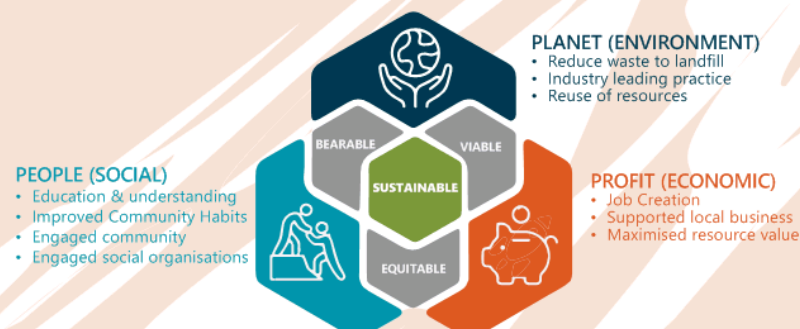 PLANET (ENVIRONMENT)
• Reduce waste to landfill
• Industry leading practice
• Reuse of resources
BEARABLE
VIABLE
SUSTAINABLE
EQUITABLE
PEOPLE (SOCIAL)
• Education & understanding
• Improved Community Habits
• Engaged community
• Engaged social organisations
PROFIT (ECONOMIC)
• Job Creation
• Supported local business
• Maximised resource value